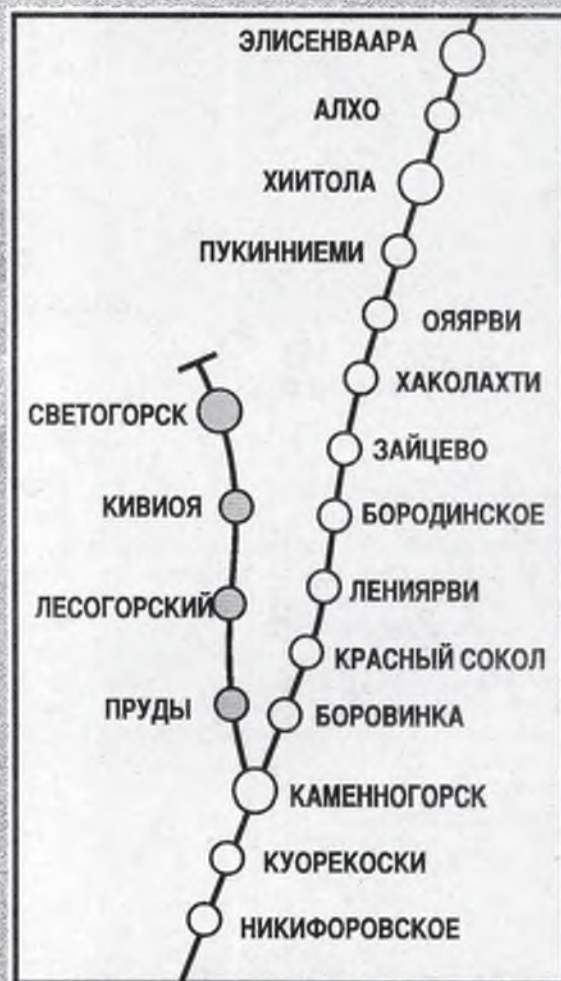 ЭЛИСЕНВААРА
АЛХО
ХИИТОЛА
ПУКИННИЕМИ
ОЯЯРВИ
ХАКОЛАХТИ
СВЕТОГОРСК
ЗАЙЦЕВО
КИВИОЯ
БОРОДИНСКОЕ
ЛЕНИЯРВИ
ЛЕСОГОРСКИЙ
КРАСНЫЙ СОКОЛ
ПРУДЫ
БОРОВИНКА
КАМЕННОГОРСК
КУОРЕКОСКИ
НИКИФОРОВСКОЕ